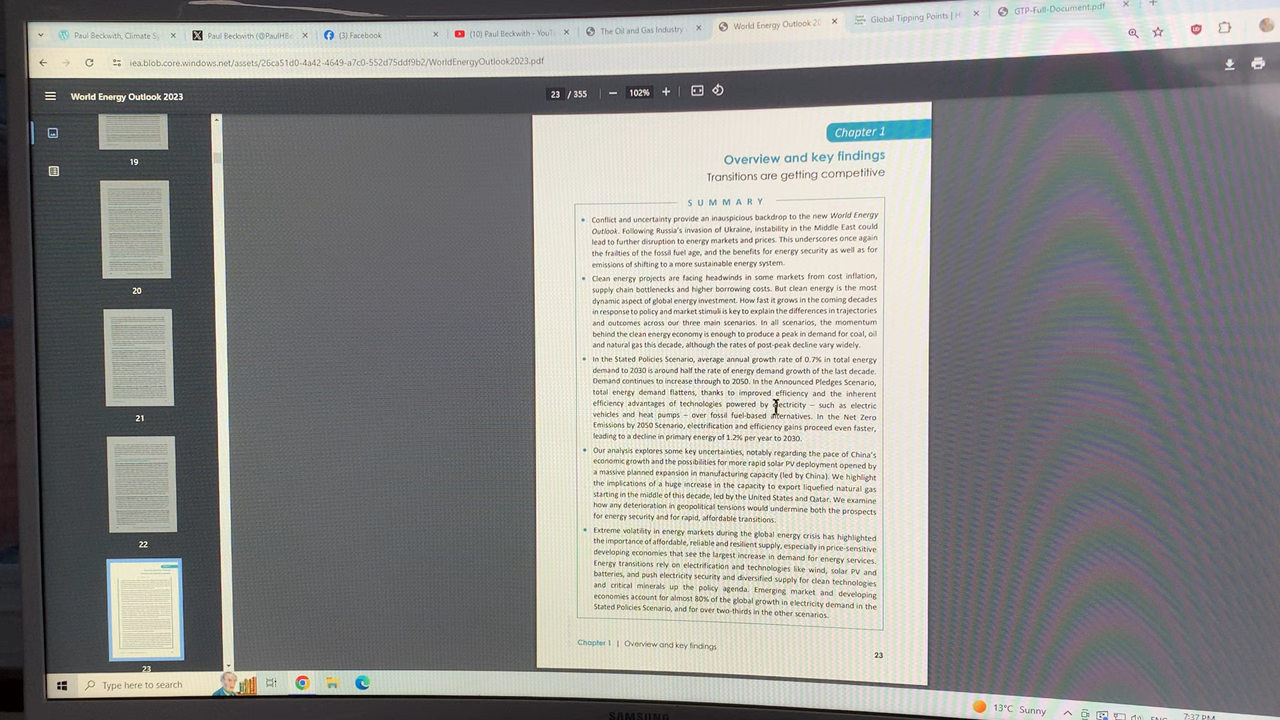 Paul Beckwith, Climate Sy
Paul Beckwith (@PaulHBe
(3) Facebook
(10) Paul Beckwith - YouT
The Oil and Gas Industry
World Energy Outlook 20
Global Tipping Points | H
GTP-Full-Document.pdf
iea.blob.core.windows.net/assets/26ca51d0-4a42-4649-a7c0-552d75ddf9b2/WorldEnergyOutlook2023.pdf
World Energy Outlook 2023
23 / 355
102%
19
20
21
22
23
Chapter 1
Overview and key findings
Transitions are getting competitive
SUMMARY
• Conflict and uncertainty provide an inauspicious backdrop to the new World Energy
Outlook. Following Russia's invasion of Ukraine, instability in the Middle East could
lead to further disruption to energy markets and prices. This underscores once again
the frailties of the fossil fuel age, and the benefits for energy security as well as for
emissions of shifting to a more sustainable energy system.
• Clean energy projects are facing headwinds in some markets from cost inflation,
supply chain bottlenecks and higher borrowing costs. But clean energy is the most
dynamic aspect of global energy investment. How fast it grows in the coming decades
in response to policy and market stimuli is key to explain the differences in trajectories
and outcomes across our three main scenarios. In all scenarios, the momentum
behind the clean energy economy is enough to produce a peak in demand for coal, oil
and natural gas this decade, although the rates of post-peak decline vary widely.
• In the Stated Policies Scenario, average annual growth rate of 0.7% in total energy
demand to 2030 is around half the rate of energy demand growth of the last decade.
Demand continues to increase through to 2050. In the Announced Pledges Scenario,
total energy demand flattens, thanks to improved efficiency and the inherent
efficiency advantages of technologies powered by electricity – such as electric
vehicles and heat pumps – over fossil fuel-based alternatives. In the Net Zero
Emissions by 2050 Scenario, electrification and efficiency gains proceed even faster,
leading to a decline in primary energy of 1.2% per year to 2030.
• Our analysis explores some key uncertainties, notably regarding the pace of China's
economic growth and the possibilities for more rapid solar PV deployment opened by
a massive planned expansion in manufacturing capacity (led by China). We highlight
the implications of a huge increase in the capacity to export liquefied natural gas
starting in the middle of this decade, led by the United States and Qatar. We examine
how any deterioration in geopolitical tensions would undermine both the prospects
for energy security and for rapid, affordable transitions.
• Extreme volatility in energy markets during the global energy crisis has highlighted
the importance of affordable, reliable and resilient supply, especially in price-sensitive
developing economies that see the largest increase in demand for energy services.
Energy transitions rely on electrification and technologies like wind, solar PV and
batteries, and push electricity security and diversified supply for clean technologies
and critical minerals up the policy agenda. Emerging market and developing
economies account for almost 80% of the global growth in electricity demand in the
Stated Policies Scenario, and for over two-thirds in the other scenarios.
Chapter 1 | Overview and key findings
23
Type here to search
13°C Sunny
ENG
7:37 PM
SAMSUNG